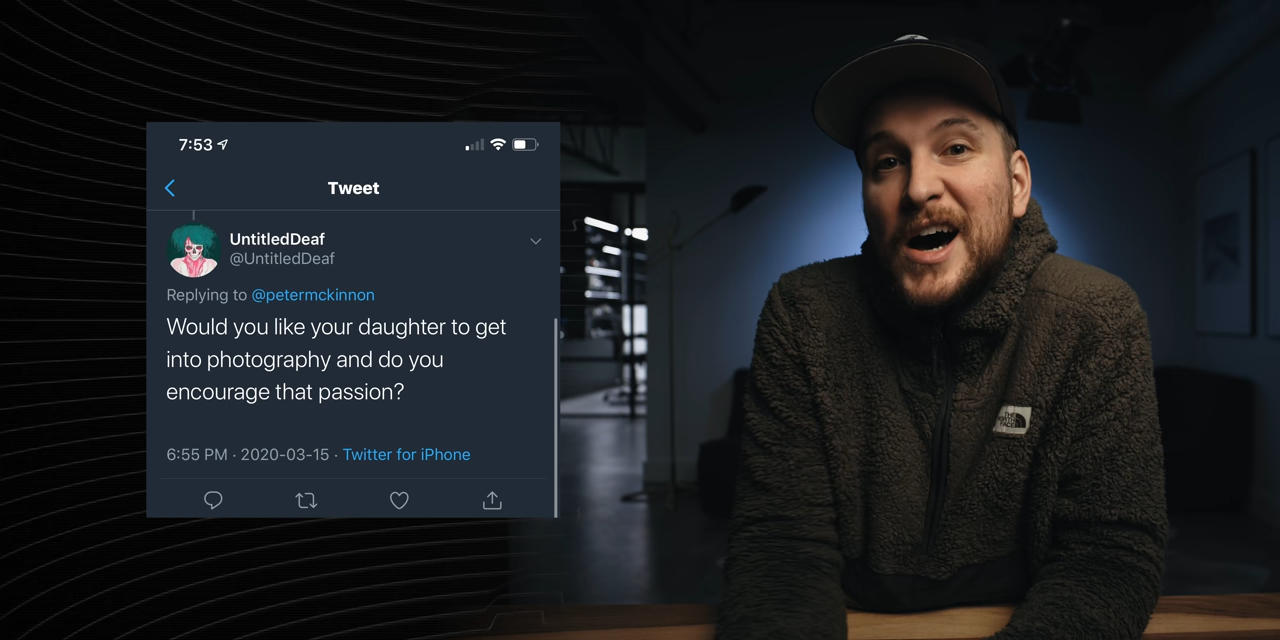 7:53
Tweet
UntitledDeaf
@UntitledDeaf
Replying to @petermckinnon
Would you like your daughter to get
into photography and do you
encourage that passion?
6:55 PM · 2020-03-15 · Twitter for iPhone
THE
NORTH
FACE